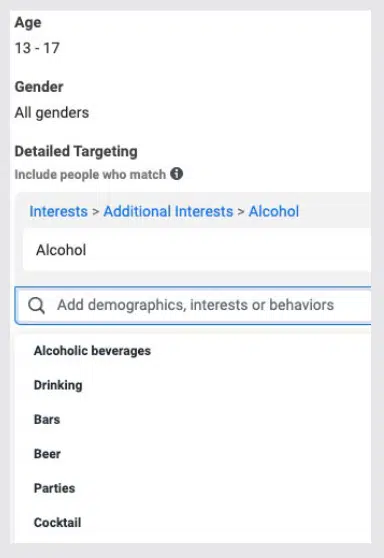 Age
13 - 17
Gender
All genders
Detailed Targeting
Include people who match
Interests > Additional Interests > Alcohol
Alcohol
Add demographics, interests or behaviors
Alcoholic beverages
Drinking
Bars
Beer
Parties
Cocktail